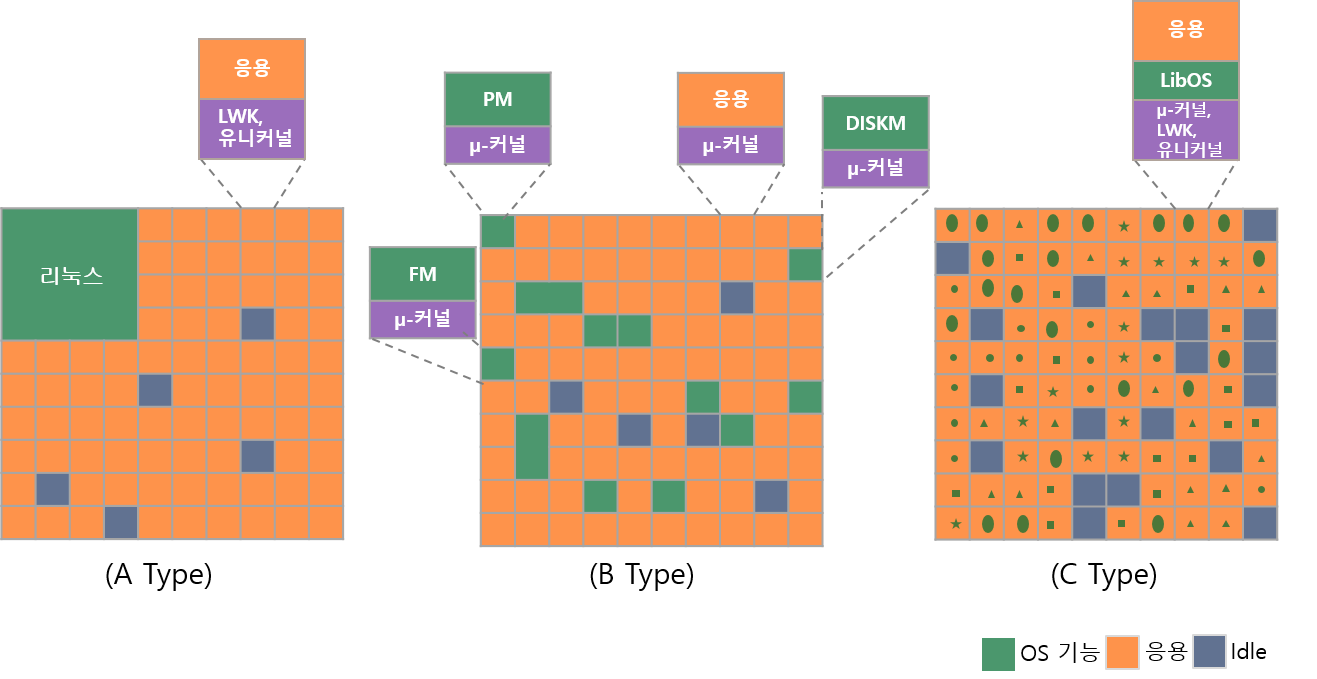 응용
LWK,
유니커널
리눅스
(A Type)
PM
μ-커널
응용
μ-커널
DISKM
μ-커널
FM
μ-커널
(B Type)
응용
LibOS
μ-커널,
LWK,
유니커널
(C Type)
OS 기능
응용
Idle